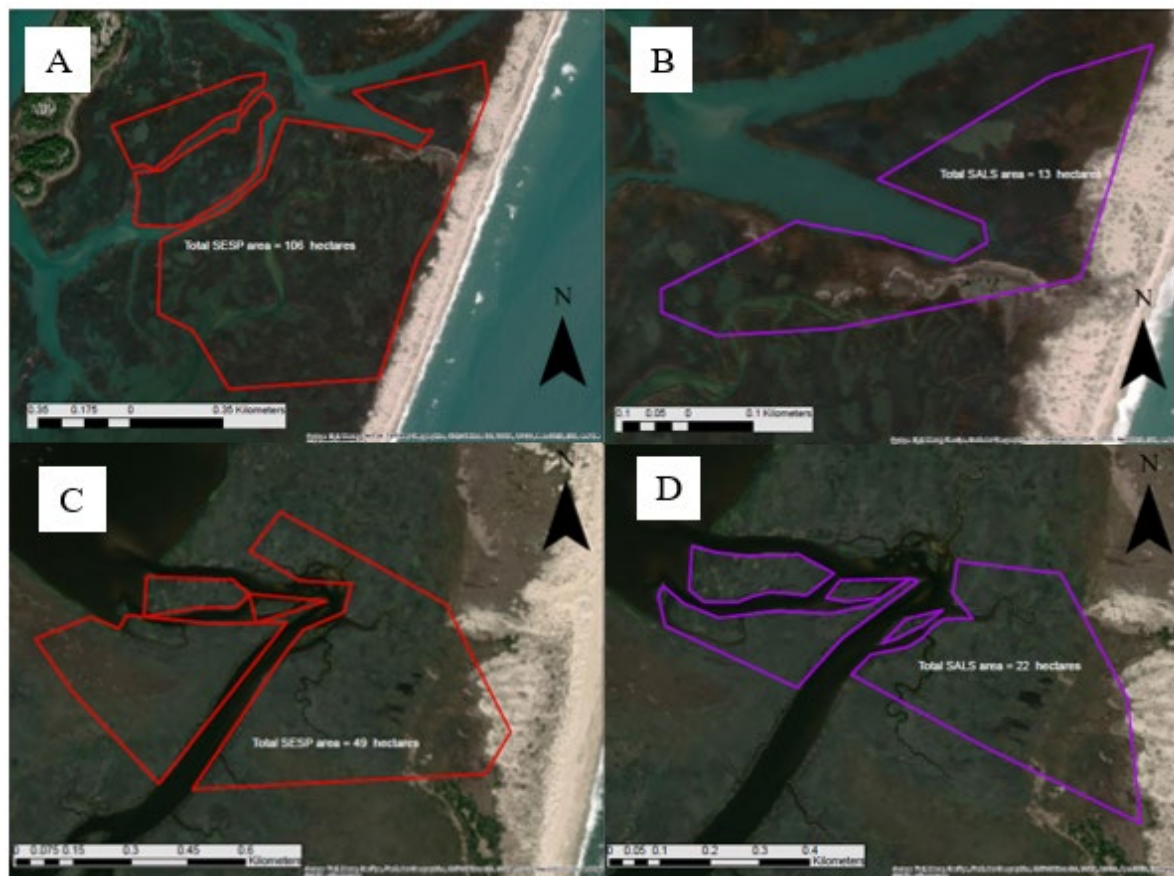 A
B
Total SESP area = 106 hectares
Total SALS area = 13 hectares
N
N
0.35 0.175 0 0.35 Kilometers
0.1 0.05 0 0.1 Kilometers
C
D
N
N
Total SESP area = 49 hectares
Total SALS area = 22 hectares
0 0.075 0.15 0.3 0.45 0.6
Kilometers
0 0.05 0.1 0.2 0.3 0.4
Kilometers